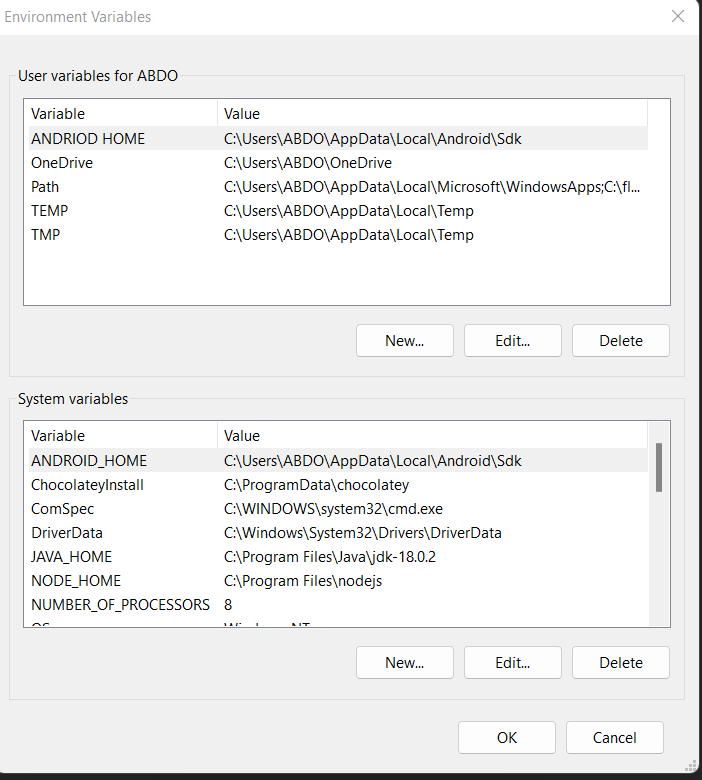 Environment Variables
User variables for ABDO
Variable Value
ANDRIOD HOME C:\Users\ABDO\AppData\Local\Android\Sdk
OneDrive C:\Users\ABDO\OneDrive
Path C:\Users\ABDO\AppData\Local\Microsoft\WindowsApps;C:\fl...
TEMP C:\Users\ABDO\AppData\Local\Temp
TMP C:\Users\ABDO\AppData\Local\Temp
New... Edit... Delete
System variables
Variable Value
ANDROID_HOME C:\Users\ABDO\AppData\Local\Android\Sdk
ChocolateyInstall C:\ProgramData\chocolatey
ComSpec C:\WINDOWS\system32\cmd.exe
DriverData C:\Windows\System32\Drivers\DriverData
JAVA_HOME C:\Program Files\Java\jdk-18.0.2
NODE_HOME C:\Program Files\nodejs
NUMBER_OF_PROCESSORS 8
New... Edit... Delete
OK Cancel